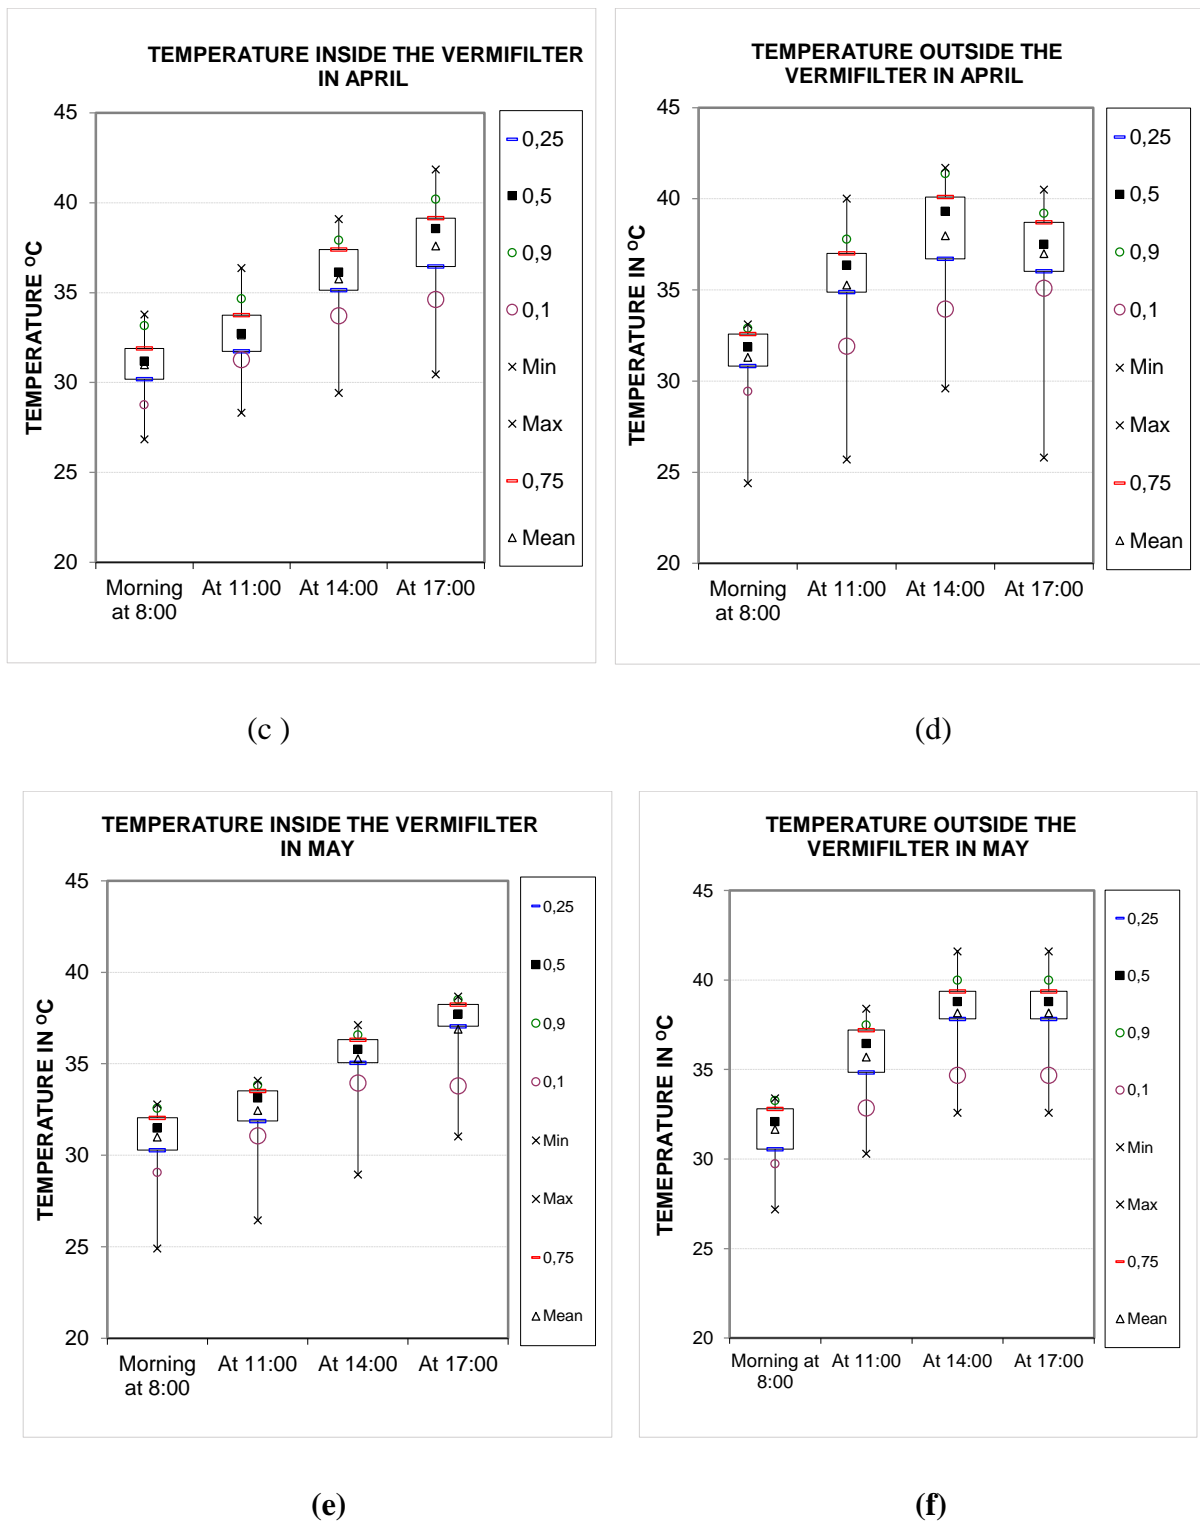 TEMPERATURE INSIDE THE VERMIFILTER
IN APRIL
TEMPERATURE ºC
45
40
35
30
25
20
Morning
at 8:00
At 11:00
At 14:00
At 17:00
0,25
0,5
0,9
0,1
Min
Max
0,75
Mean
TEMPERATURE OUTSIDE THE
VERMIFILTER IN APRIL
TEMPERATURE IN ºC
45
40
35
30
25
20
Morning
at 8:00
At 11:00
At 14:00
At 17:00
0,25
0,5
0,9
0,1
Min
Max
0,75
Mean
(c )
(d)
TEMPERATURE INSIDE THE VERMIFILTER
IN MAY
TEMPERATURE IN ºC
45
40
35
30
25
20
Morning
at 8:00
At 11:00
At 14:00
At 17:00
0,25
0,5
0,9
0,1
Min
Max
0,75
Mean
TEMPERATURE OUTSIDE THE
VERMIFILTER IN MAY
TEMEPRATURE IN ºC
45
40
35
30
25
20
Morning at
8:00
At 11:00
At 14:00
At 17:00
0,25
0,5
0,9
0,1
Min
Max
0,75
Mean
(e)
(f)